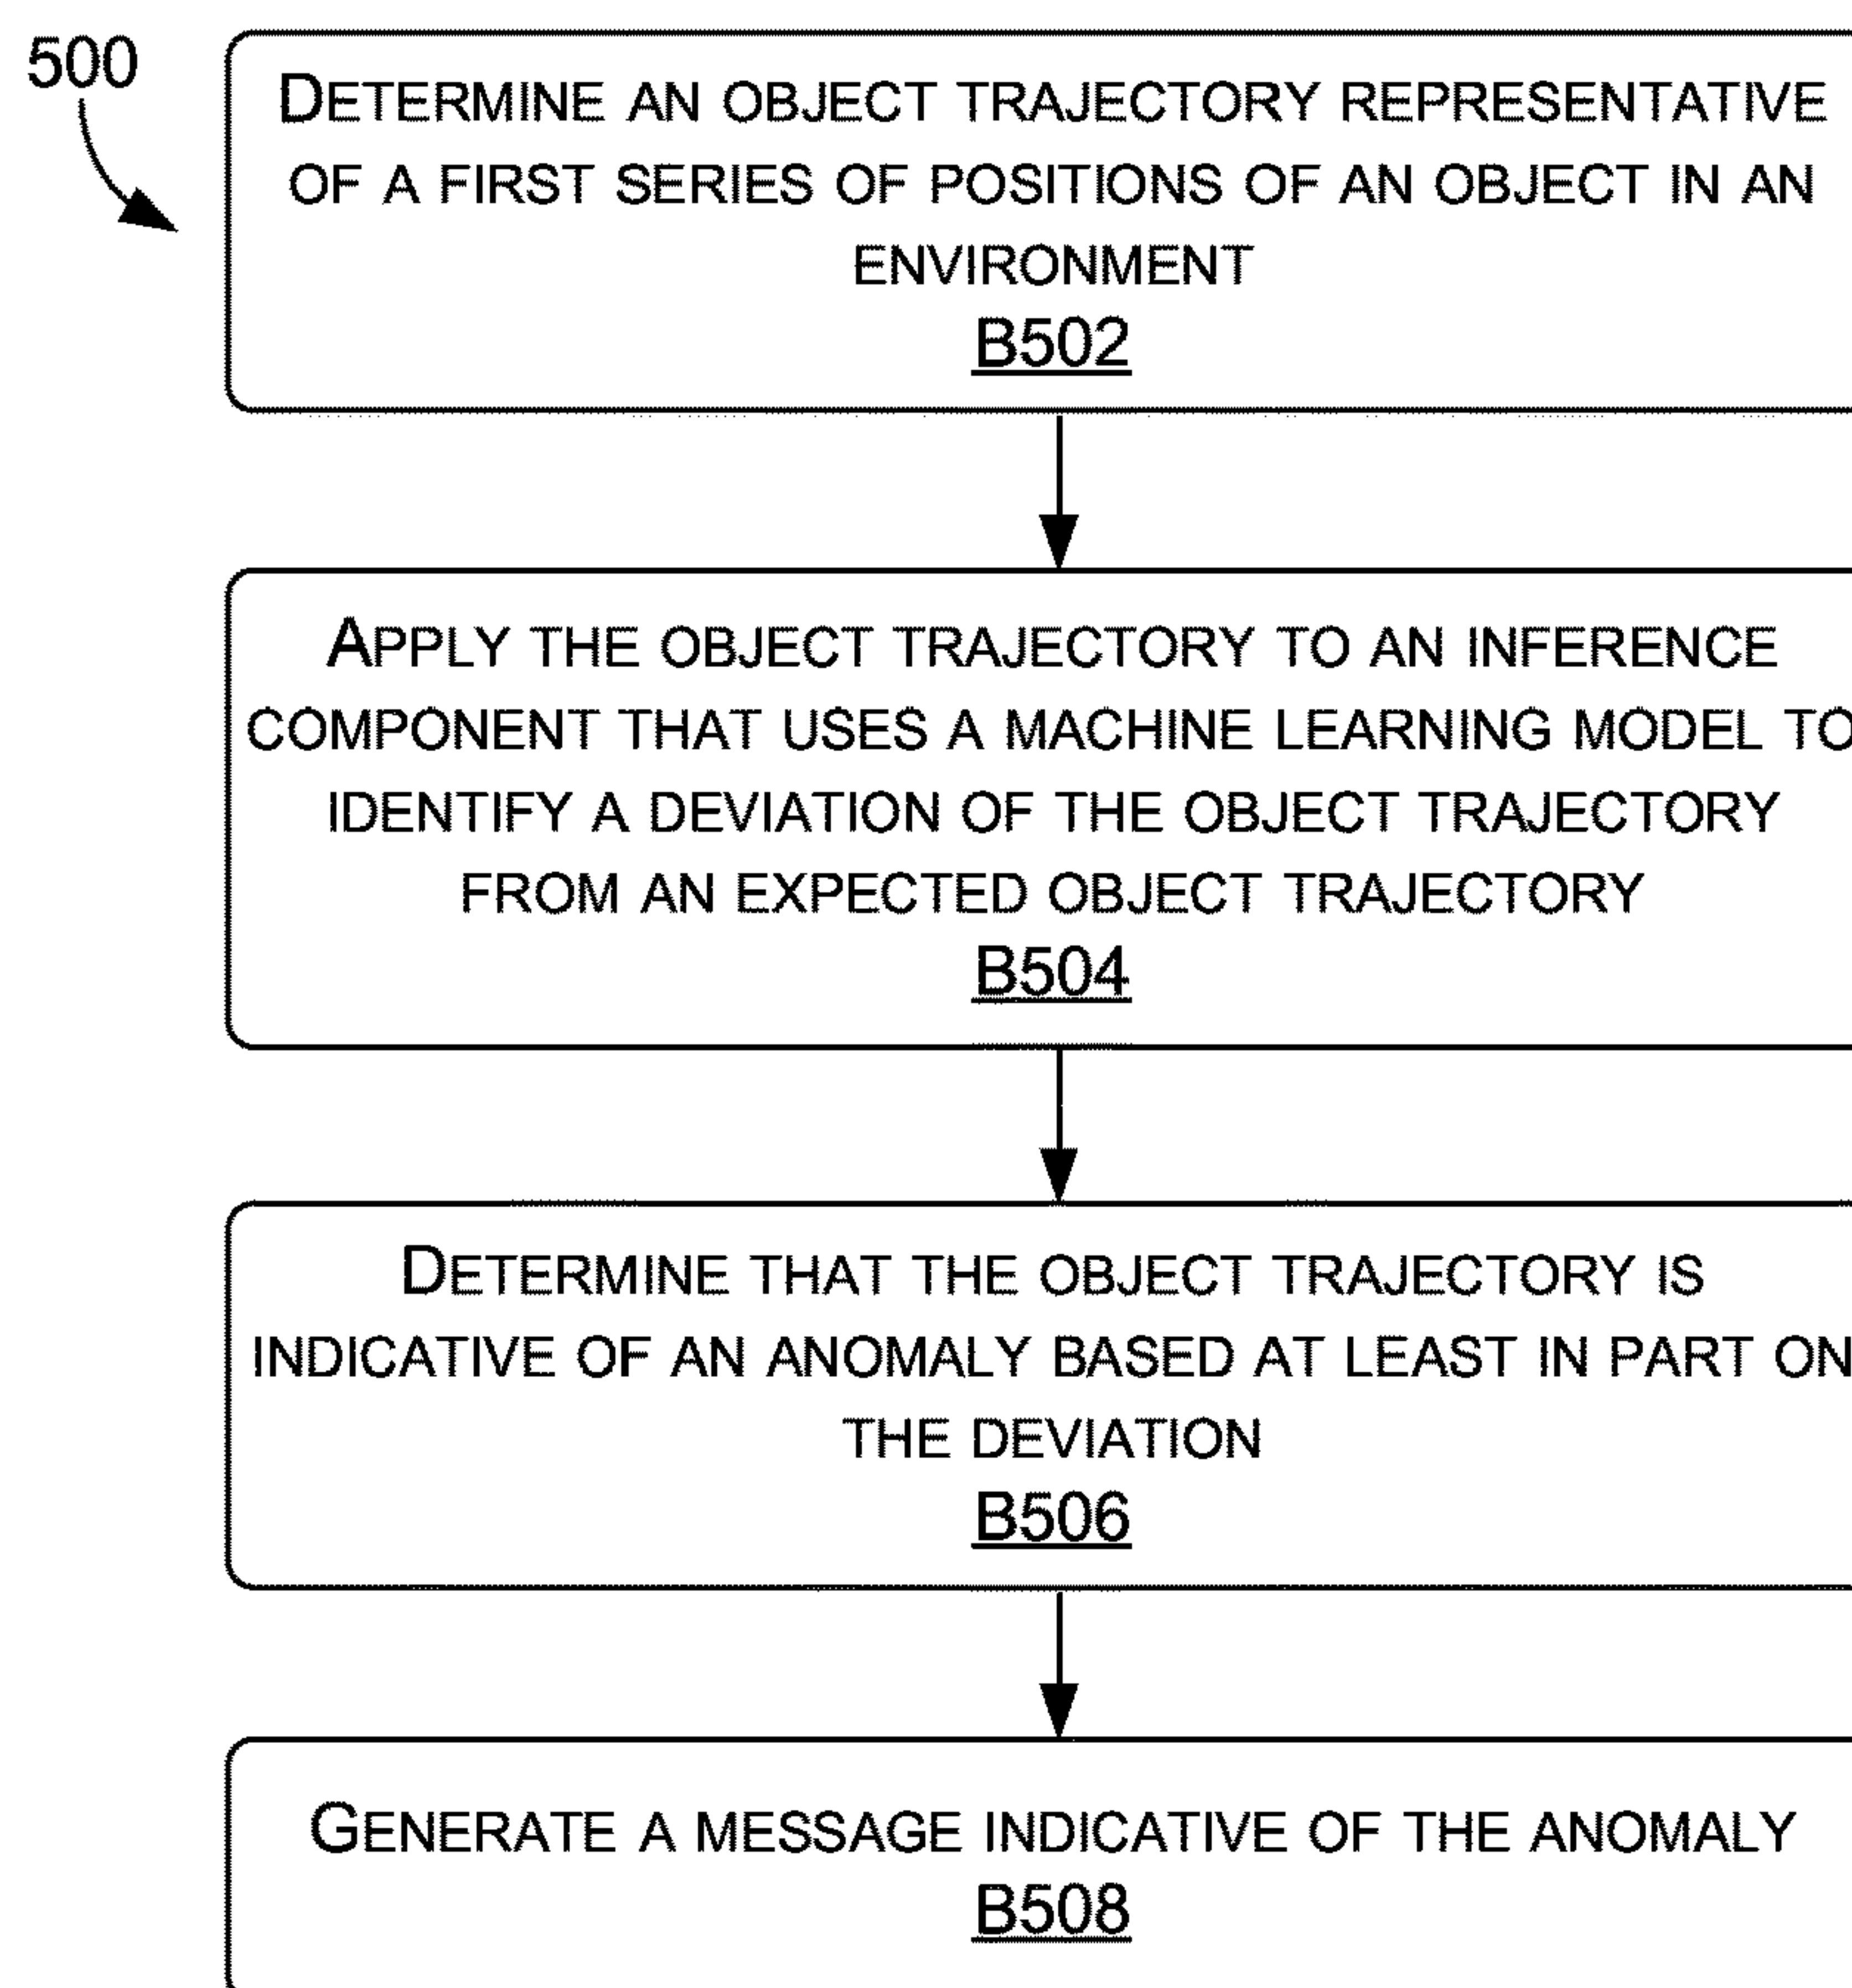 500
DETERMINE AN OBJECT TRAJECTORY REPRESENTATIVE
OF A FIRST SERIES OF POSITIONS OF AN OBJECT IN AN
ENVIRONMENT
B502
APPLY THE OBJECT TRAJECTORY TO AN INFERENCE
COMPONENT THAT USES A MACHINE LEARNING MODEL TO
IDENTIFY A DEVIATION OF THE OBJECT TRAJECTORY
FROM AN EXPECTED OBJECT TRAJECTORY
B504
DETERMINE THAT THE OBJECT TRAJECTORY IS
INDICATIVE OF AN ANOMALY BASED AT LEAST IN PART ON
THE DEVIATION
B506
GENERATE A MESSAGE INDICATIVE OF THE ANOMALY
B508